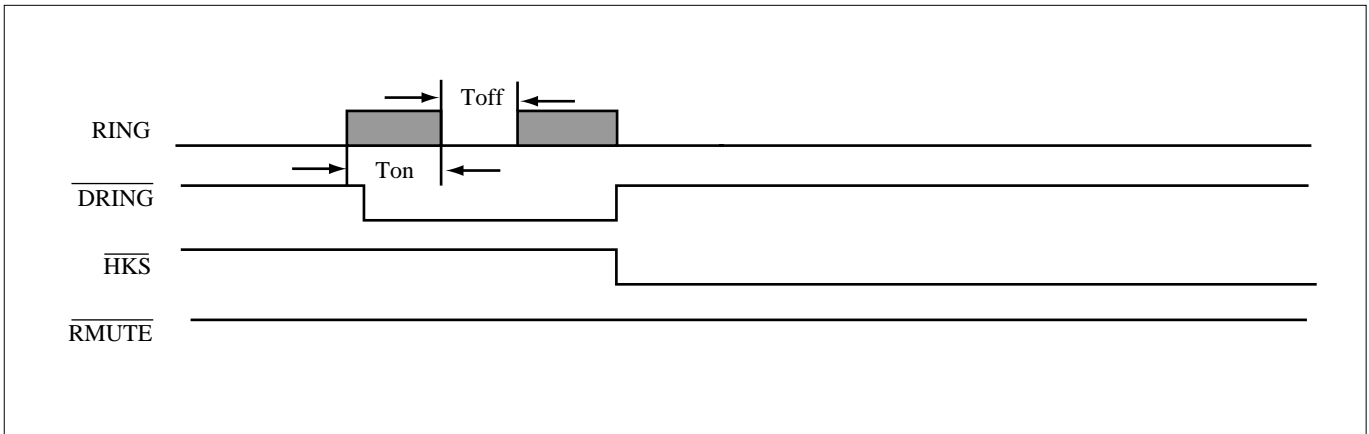 Toff
RING
Ton
DRING
HKS
RMUTE